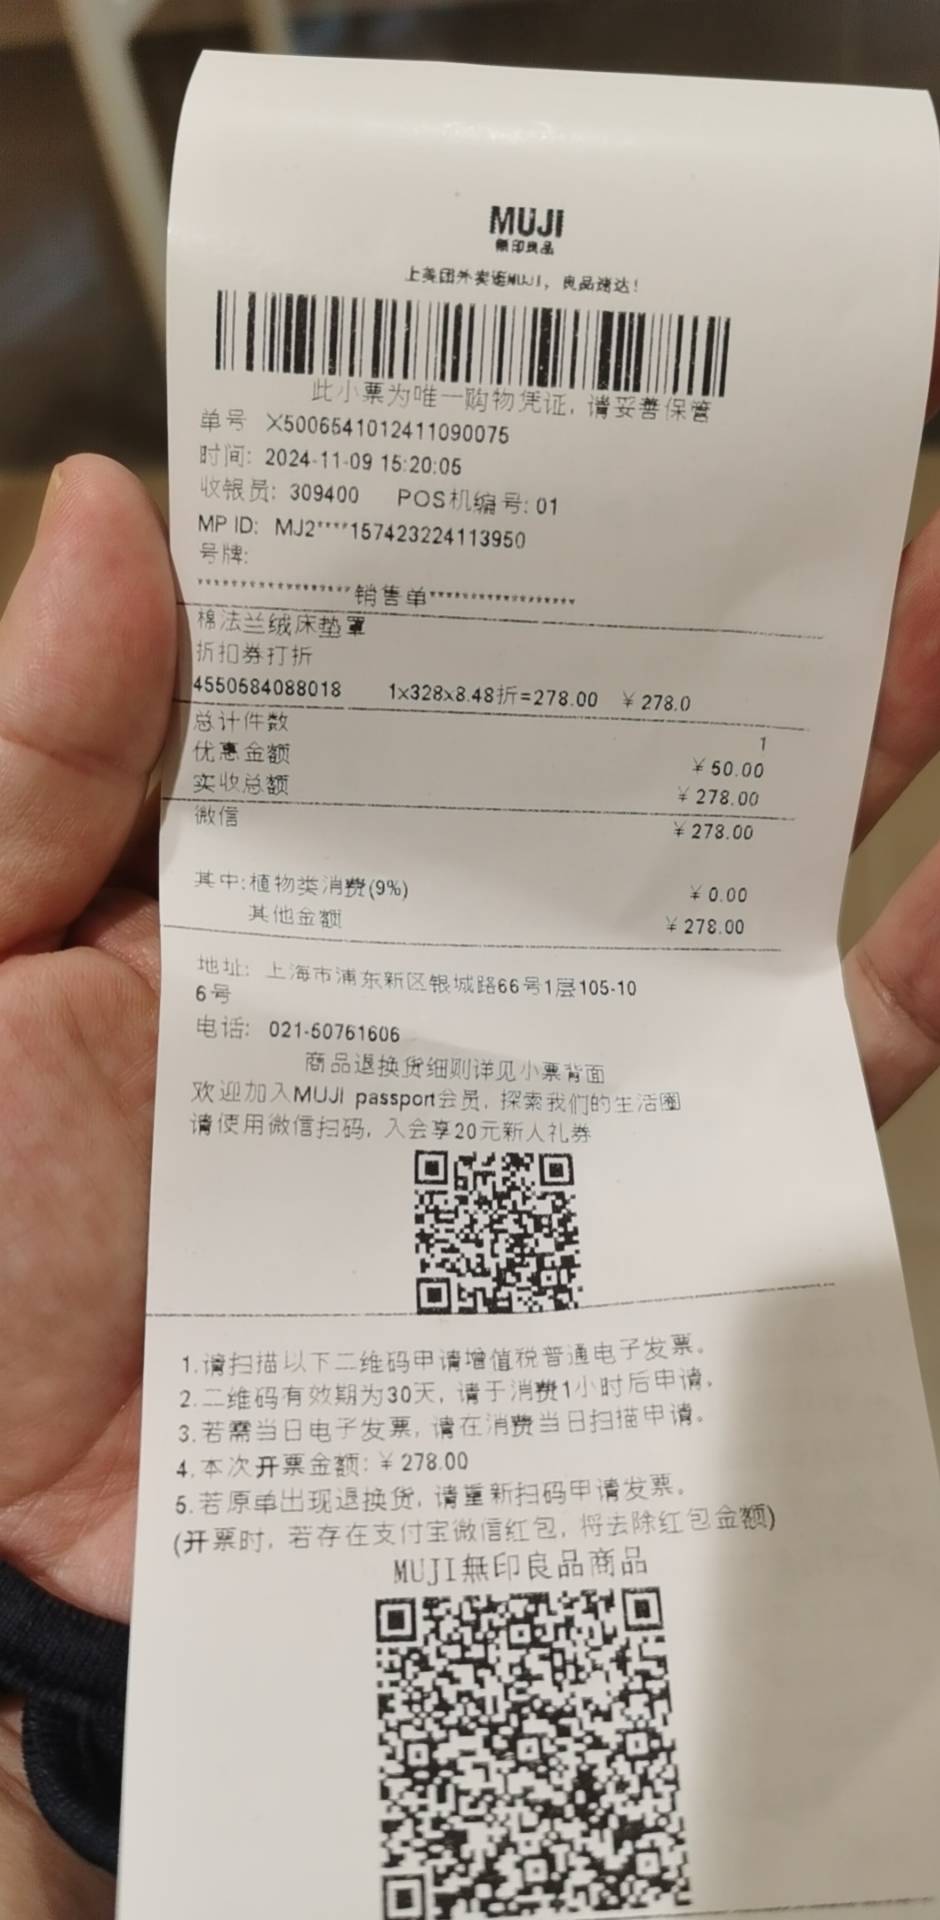 MUJI
無印良品
上美团外卖逛MUJI，良品速达！
此小票为唯一购物凭证，请妥善保管
单号 X5006541012411090075
时间: 2024-11-09 15:20:05
收银员: 309400 POS机编号: 01
MP ID: MJ2****157423224113950
号牌:
********************销售单********************
棉法兰绒床垫罩
折扣券打折
4550584088018 1x328x8.48折=278.00 ¥278.0
总计件数 1
优惠金额 ¥50.00
实收总额 ¥278.00
微信 ¥278.00
其中:植物类消费(9%) ¥0.00
其他金额 ¥278.00
地址: 上海市浦东新区银城路66号1层105-10
6号
电话: 021-50761606
商品退换货细则详见小票背面
欢迎加入MUJI passport会员，探索我们的生活圈
请使用微信扫码，入会享20元新人礼券
1.请扫描以下二维码申请增值税普通电子发票。
2.二维码有效期为30天，请于消费1小时后申请。
3.若需当日电子发票，请在消费当日扫描申请。
4.本次开票金额: ¥278.00
5.若原单出现退换货，请重新扫码申请发票。
(开票时，若存在支付宝微信红包，将去除红包金额)
MUJI無印良品商品